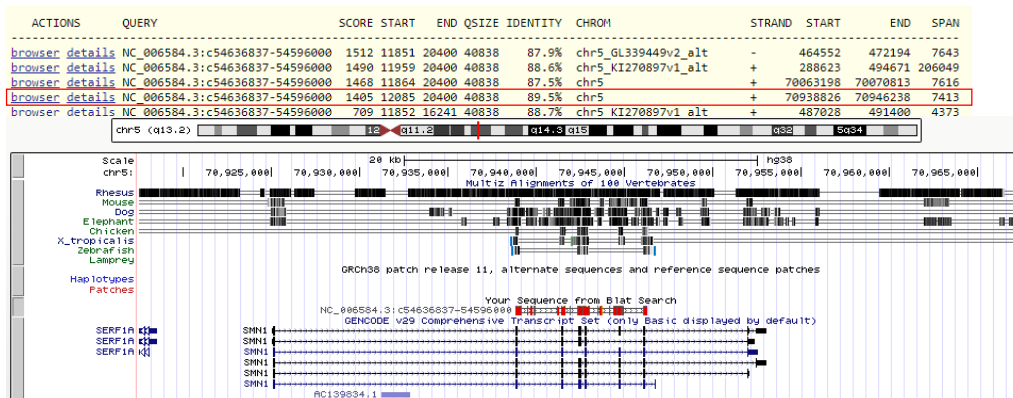 ACTIONS QUERY SCORE START END QSIZE IDENTITY CHROM STRAND START END SPAN
browser details NC_006584.3:c54636837-54596000 1512 11851 20400 40838 87.9% chr5_GL339449v2_alt - 464552 472194 7643
browser details NC_006584.3:c54636837-54596000 1490 11959 20400 40838 88.6% chr5_KI270897v1_alt + 288623 494671 206049
browser details NC_006584.3:c54636837-54596000 1468 11864 20400 40838 87.5% chr5 + 70063198 70070813 7616
browser details NC_006584.3:c54636837-54596000 1405 12085 20400 40838 89.5% chr5 + 70938826 70946238 7413
browser details NC_006584.3:c54636837-54596000 709 11852 16241 40838 88.7% chr5_KI270897v1_alt + 487028 491400 4373
chr5 (q13.2) 12 q11.2 q14.3 q15 q32 5q34
Scale 20 kb hg38
chr5: 70,925,000 70,930,000 70,935,000 70,940,000 70,945,000 70,950,000 70,955,000 70,960,000 70,965,000
Multiz Alignments of 100 Vertebrates
Rhesus
Mouse
Dog
Elephant
Chicken
X_tropicalis
Zebrafish
Lamprey
GRCh38 patch release 11, alternate sequences and reference sequence patches
Haplotypes
Patches
Your Sequence from Blat Search
NC_006584.3:c54636837-54596000
GENCODE v29 Comprehensive Transcript Set (only Basic displayed by default)
SERF1A SMN1
SERF1A SMN1
SERF1A SMN1
SMN1
SMN1
SMN1
AC139834.1